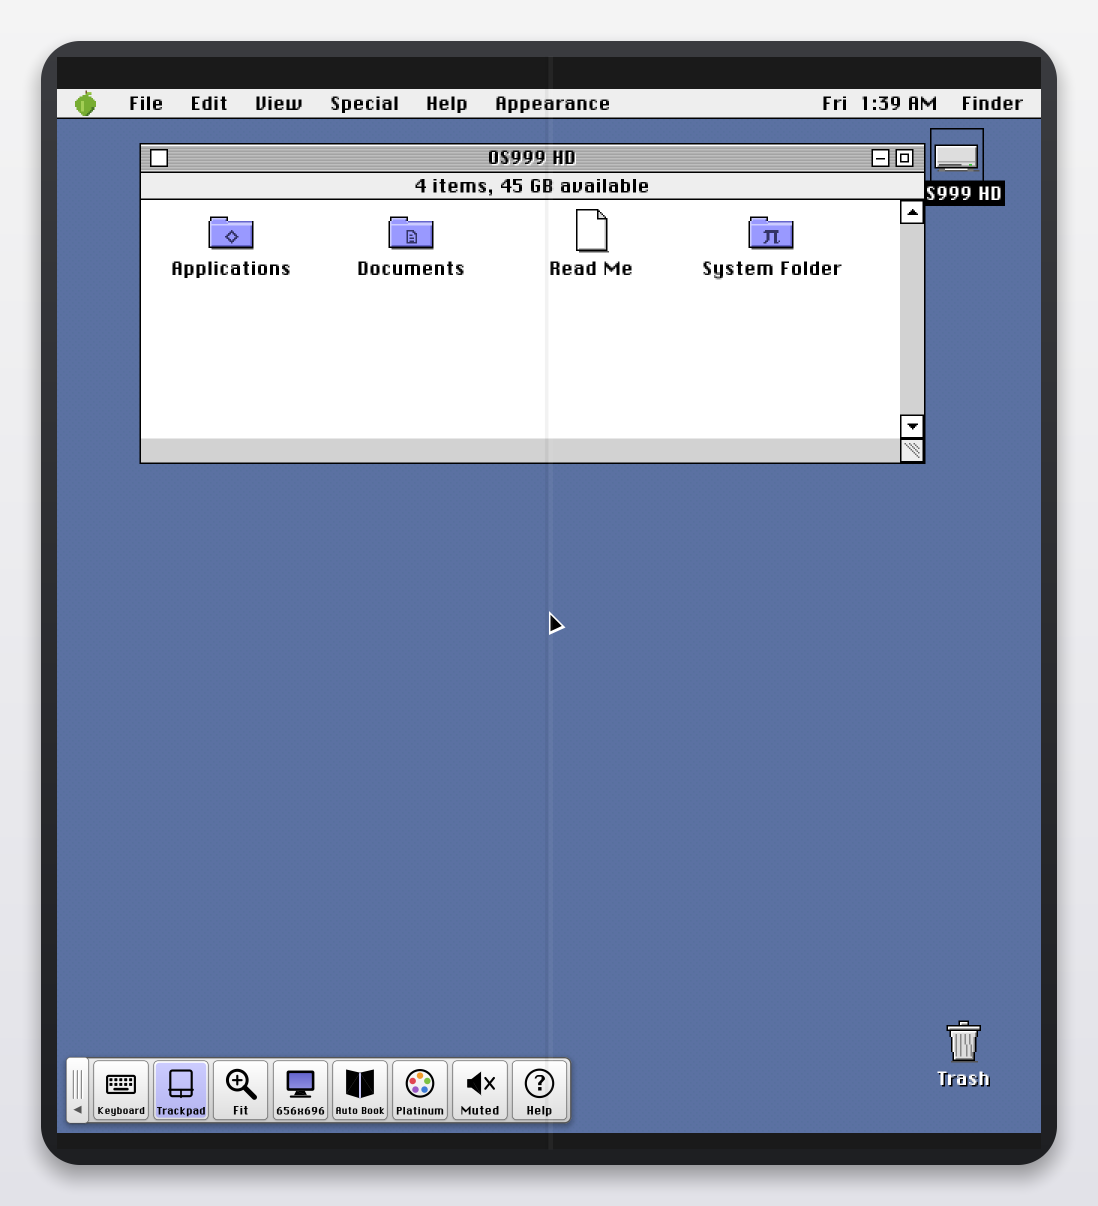 File Edit View Special Help Appearance Fri 1:39 AM Finder
OS999 HD
4 items, 45 GB available
S999 HD
Applications Documents Read Me System Folder
Trash
Keyboard Trackpad Fit 656x696 Auto Book Platinum Muted Help